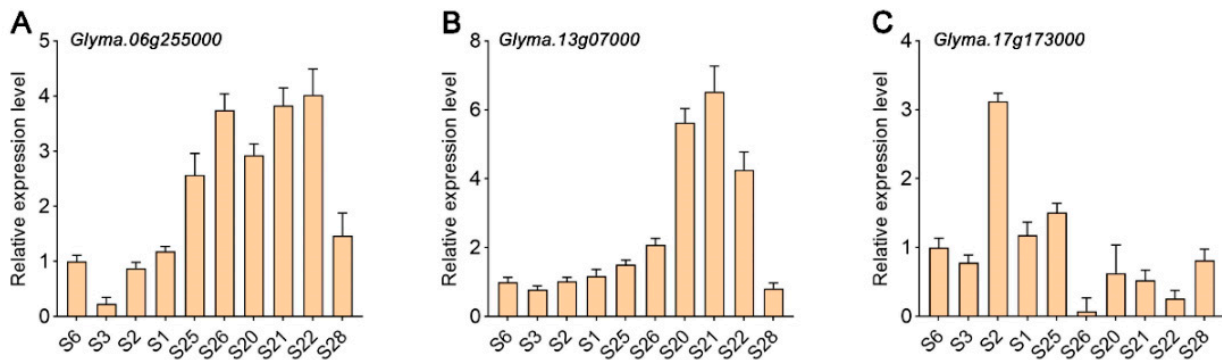 A
Glyma.06g255000
Relative expression level
5
4
3
2
1
0
S6 S3 S2 S1 S25 S26 S20 S21 S22 S28
B
Glyma.13g07000
Relative expression level
8
6
4
2
0
S6 S3 S2 S1 S25 S26 S20 S21 S22 S28
C
Glyma.17g173000
Relative expression level
4
3
2
1
0
S6 S3 S2 S1 S25 S26 S20 S21 S22 S28